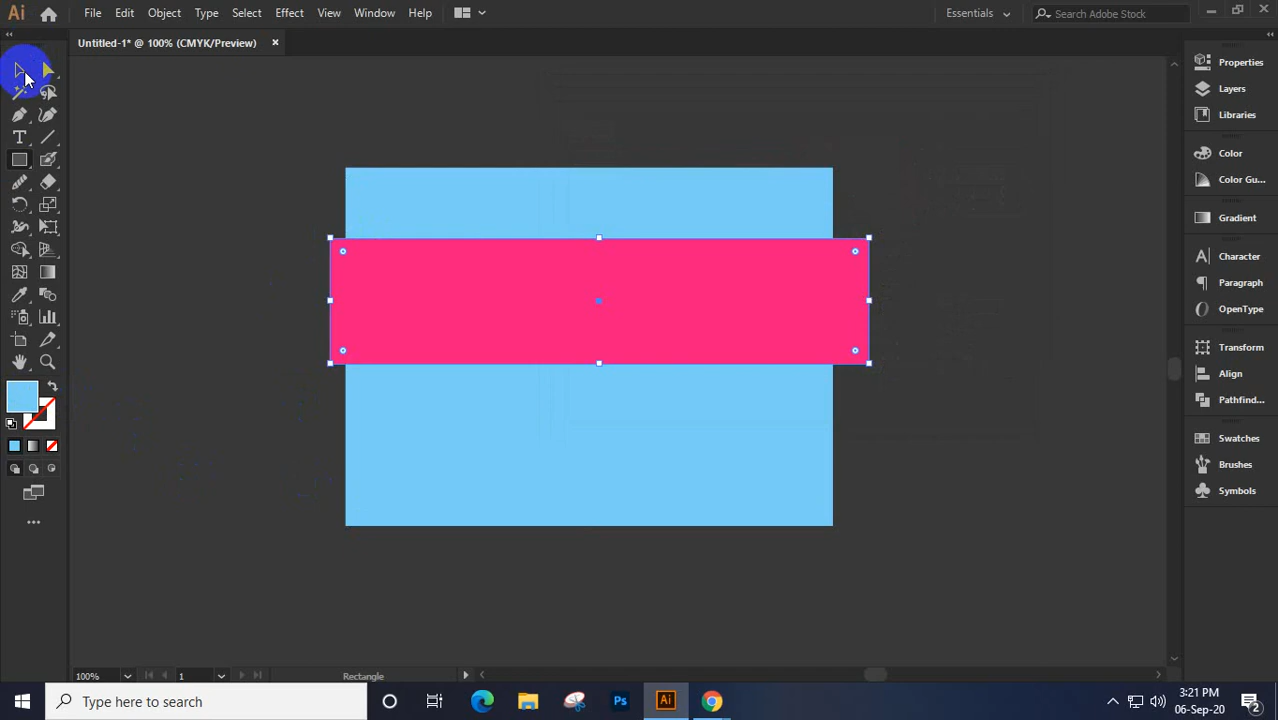 Ai File Edit Object Type Select Effect View Window Help Essentials Search Adobe Stock
Untitled-1* @ 100% (CMYK/Preview)
Properties
Layers
Libraries
Color
Color Gu...
Gradient
Character
Paragraph
OpenType
Transform
Align
Pathfind...
Swatches
Brushes
Symbols
T
100% 1 Rectangle
Type here to search Ps Ai 3:21 PM
06-Sep-20
2